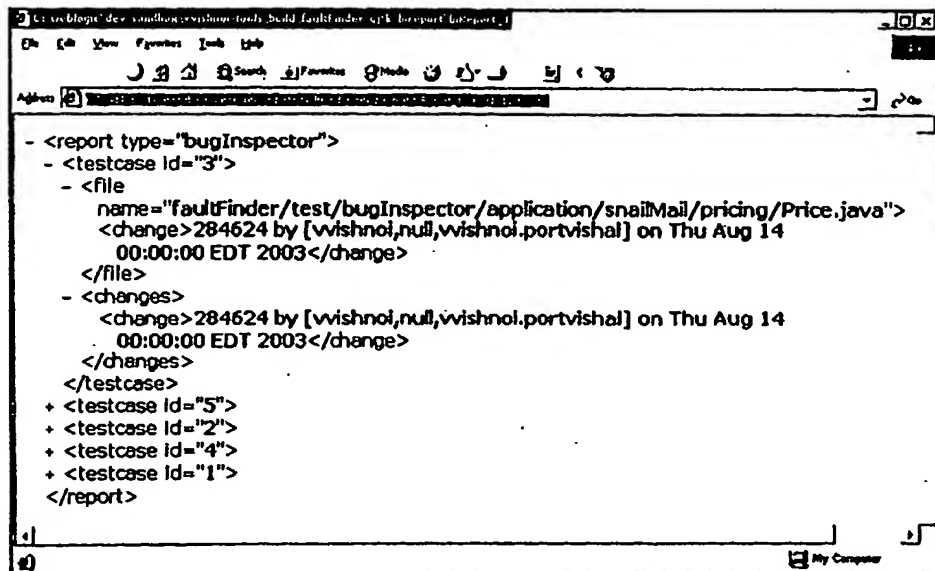 File Edit View Favorites Tools Help
Search Favorites Media
Address Go
- <report type="bugInspector">
- <testcase id="3">
- <file
name="faultFinder/test/bugInspector/application/snailMail/pricing/Price.java">
<change>284624 by [vvishnoi,null,vvishnoi.portvishal] on Thu Aug 14
00:00:00 EDT 2003</change>
</file>
- <changes>
<change>284624 by [vvishnoi,null,vvishnoi.portvishal] on Thu Aug 14
00:00:00 EDT 2003</change>
</changes>
</testcase>
+ <testcase id="5">
+ <testcase id="2">
+ <testcase id="4">
+ <testcase id="1">
</report>
My Computer